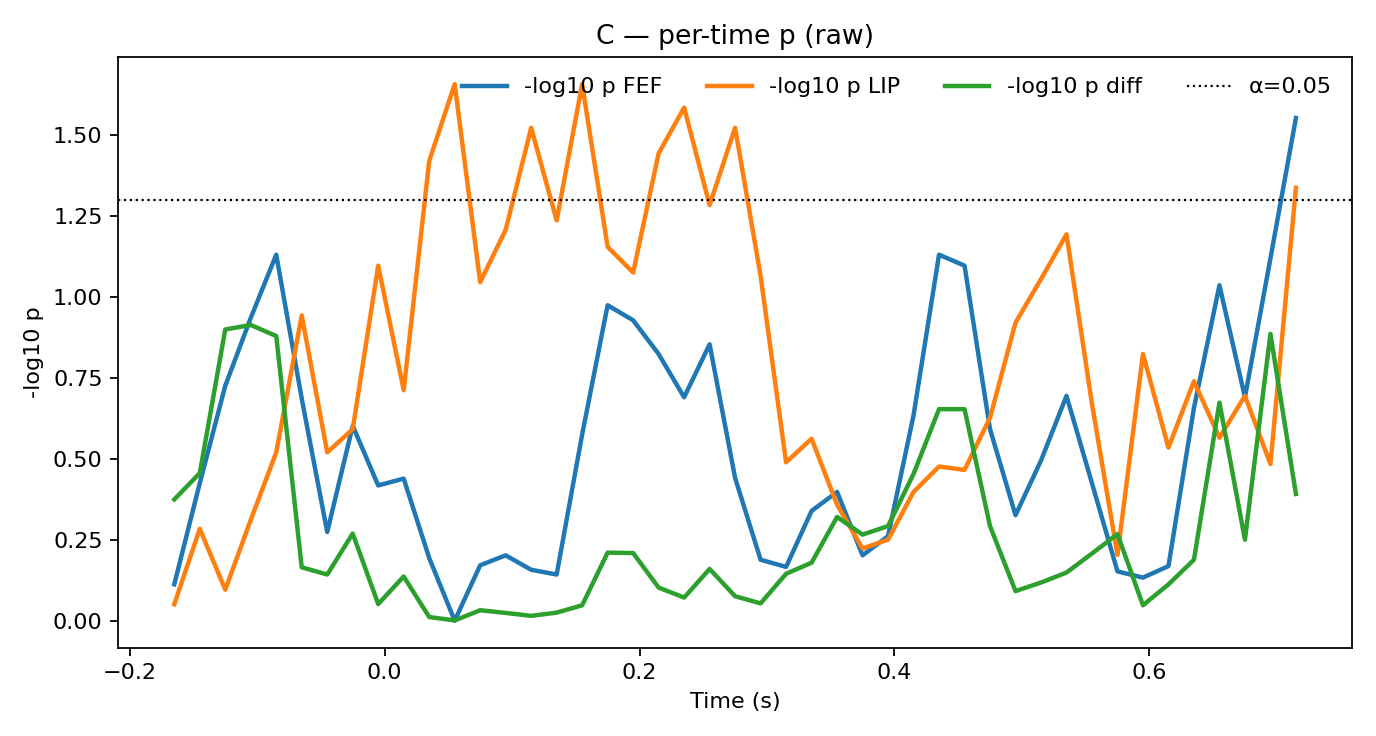 C — per-time p (raw)
-log10 p FEF
-log10 p LIP
-log10 p diff
α=0.05
-log10 p
1.50
1.25
1.00
0.75
0.50
0.25
0.00
−0.2
0.0
0.2
0.4
0.6
Time (s)